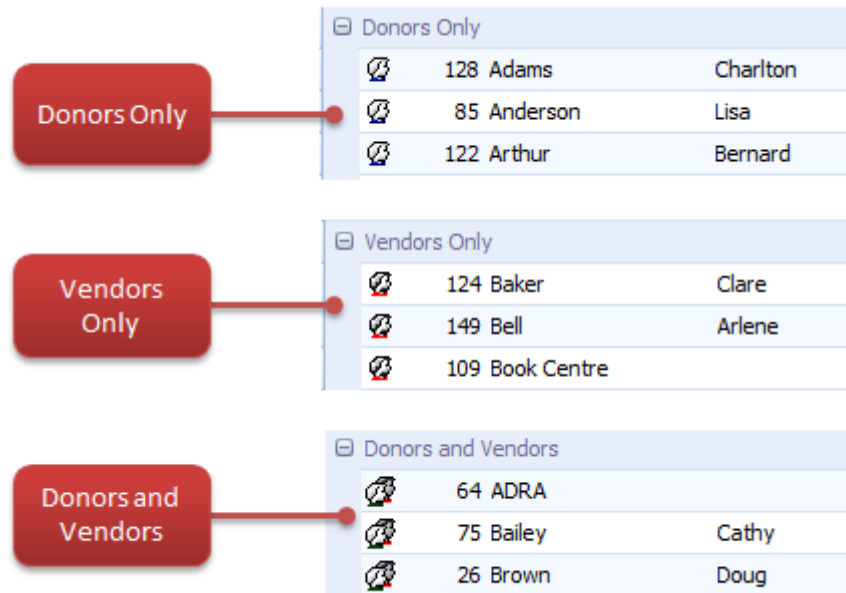 Donors Only
Donors Only
128 Adams Charlton
85 Anderson Lisa
122 Arthur Bernard
Vendors
Only
Vendors Only
124 Baker Clare
149 Bell Arlene
109 Book Centre
Donors and
Vendors
Donors and Vendors
64 ADRA
75 Bailey Cathy
26 Brown Doug